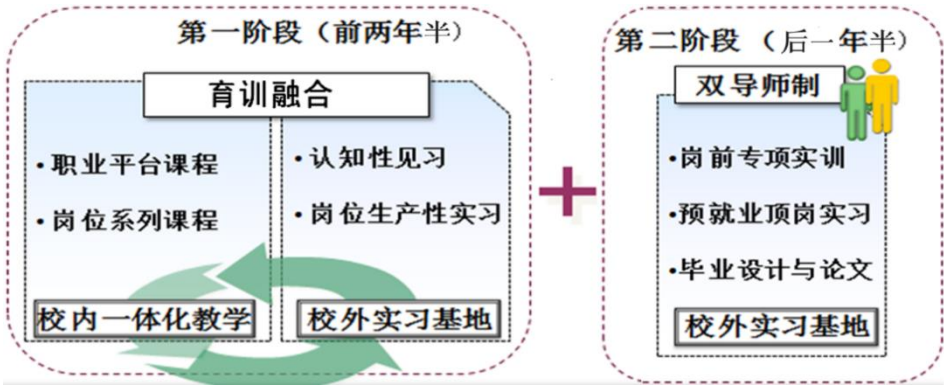 第一阶段（前两年半）
育训融合
·职业平台课程
·岗位系列课程
校内一体化教学
·认知性见习
·岗位生产性实习
校外实习基地
+
第二阶段（后一年半）
双导师制
·岗前专项实训
·预就业顶岗实习
·毕业设计与论文
校外实习基地